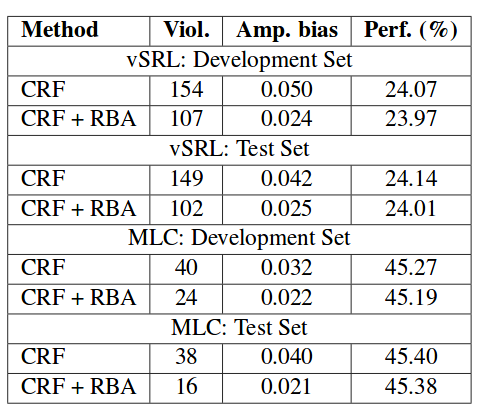 Method Viol. Amp. bias Perf. (%)
vSRL: Development Set
CRF 154 0.050 24.07
CRF + RBA 107 0.024 23.97
vSRL: Test Set
CRF 149 0.042 24.14
CRF + RBA 102 0.025 24.01
MLC: Development Set
CRF 40 0.032 45.27
CRF + RBA 24 0.022 45.19
MLC: Test Set
CRF 38 0.040 45.40
CRF + RBA 16 0.021 45.38